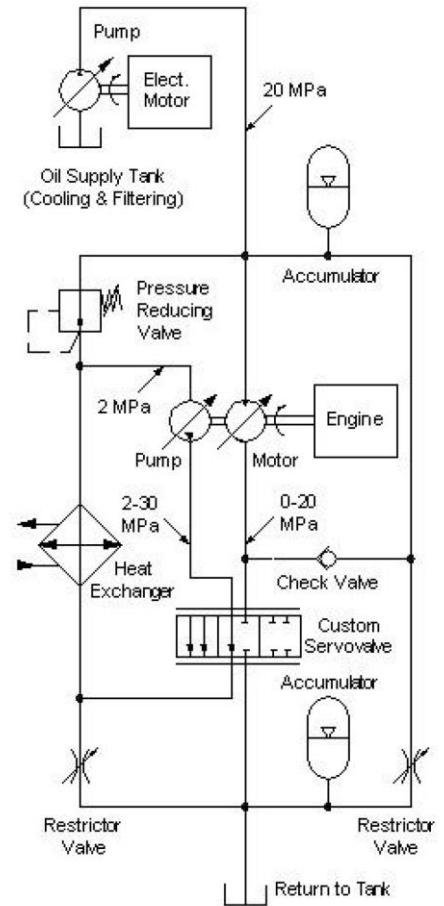 Pump
Elect.
Motor
20 MPa
Oil Supply Tank
(Cooling & Filtering)
Accumulator
Pressure
Reducing
Valve
2 MPa
Engine
Pump
Motor
2-30
MPa
0-20
MPa
Heat
Exchanger
Check Valve
Custom
Servovalve
Accumulator
Restrictor
Valve
Restrictor
Valve
Return to Tank